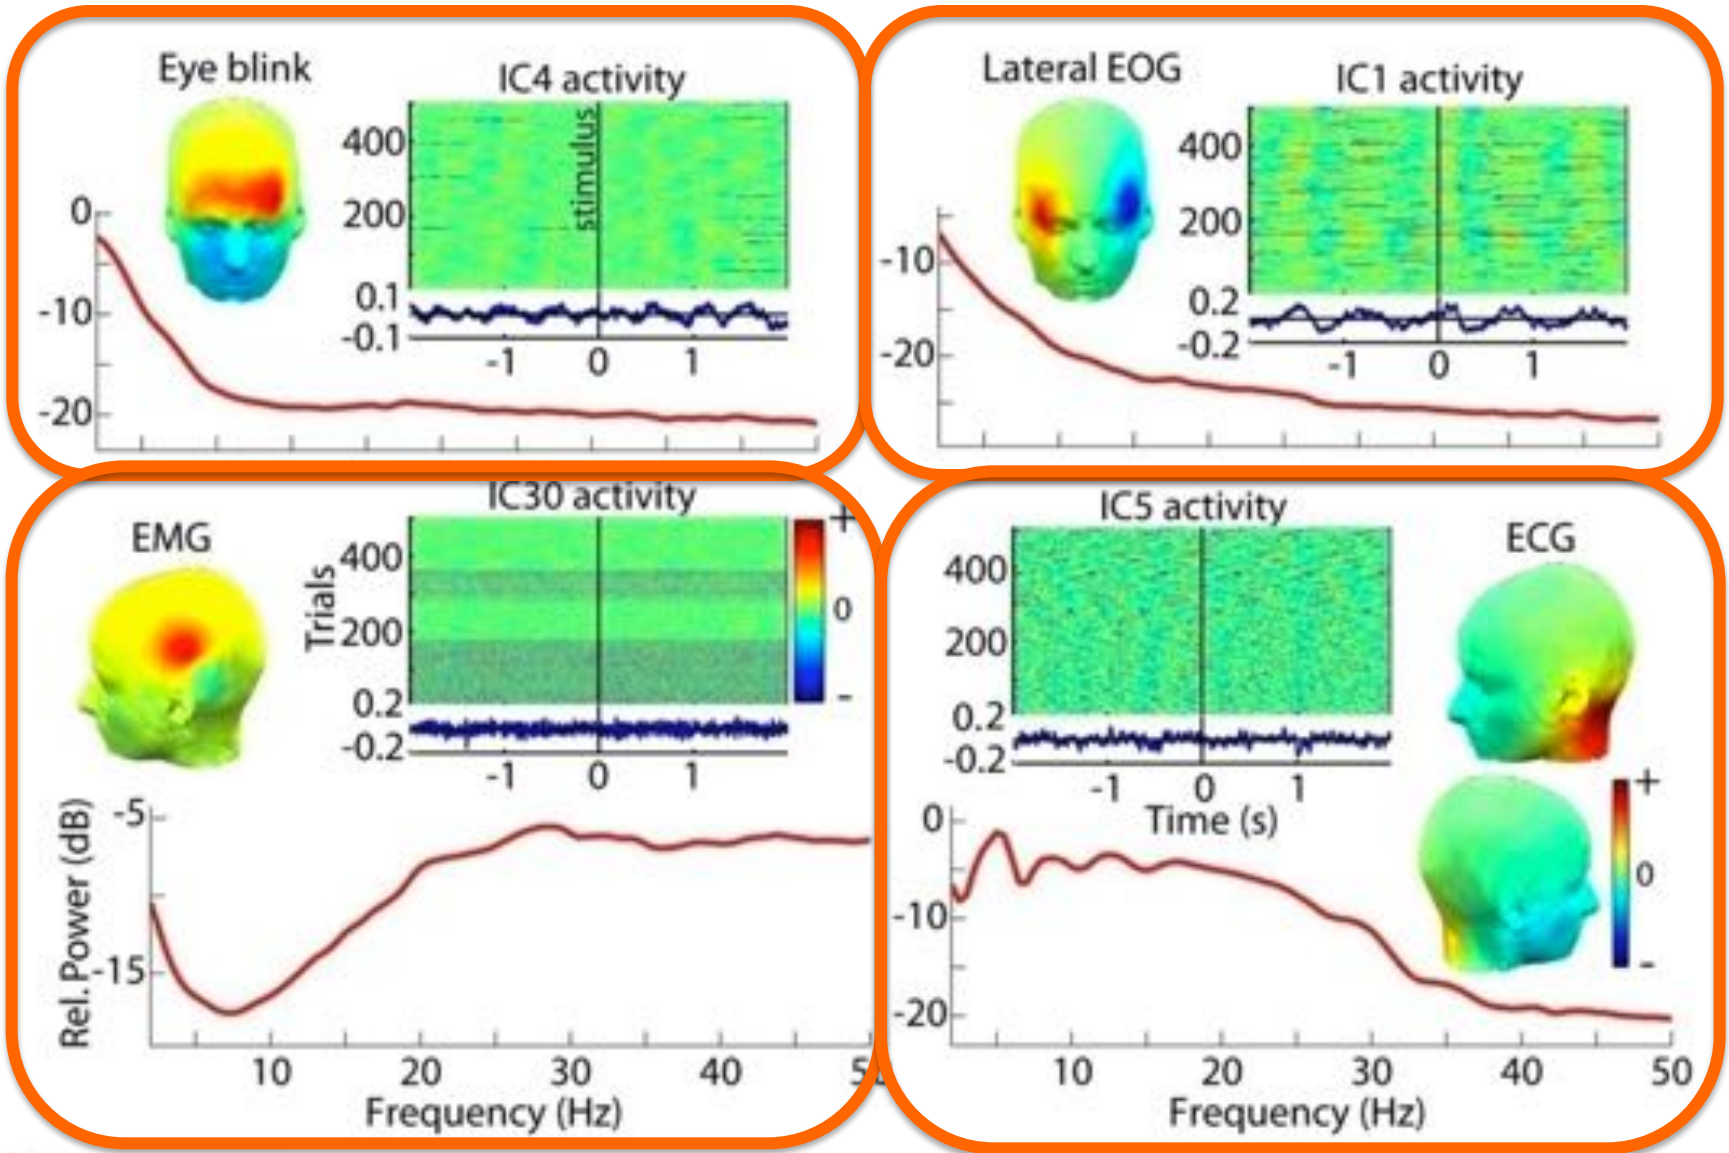 Eye blink
IC4 activity
stimulus
400
200
0.1
-0.1
-1 0 1
0
-10
-20
Lateral EOG
IC1 activity
400
200
0.2
-0.2
-1 0 1
-10
-20
EMG
IC30 activity
Trials
400
200
0.2
-0.2
-1 0 1
+
0
-
Rel. Power (dB)
-5
-15
10 20 30 40 5
Frequency (Hz)
IC5 activity
ECG
400
200
0.2
-0.2
-1 0 1
Time (s)
+
0
-
0
-10
-20
10 20 30 40 50
Frequency (Hz)